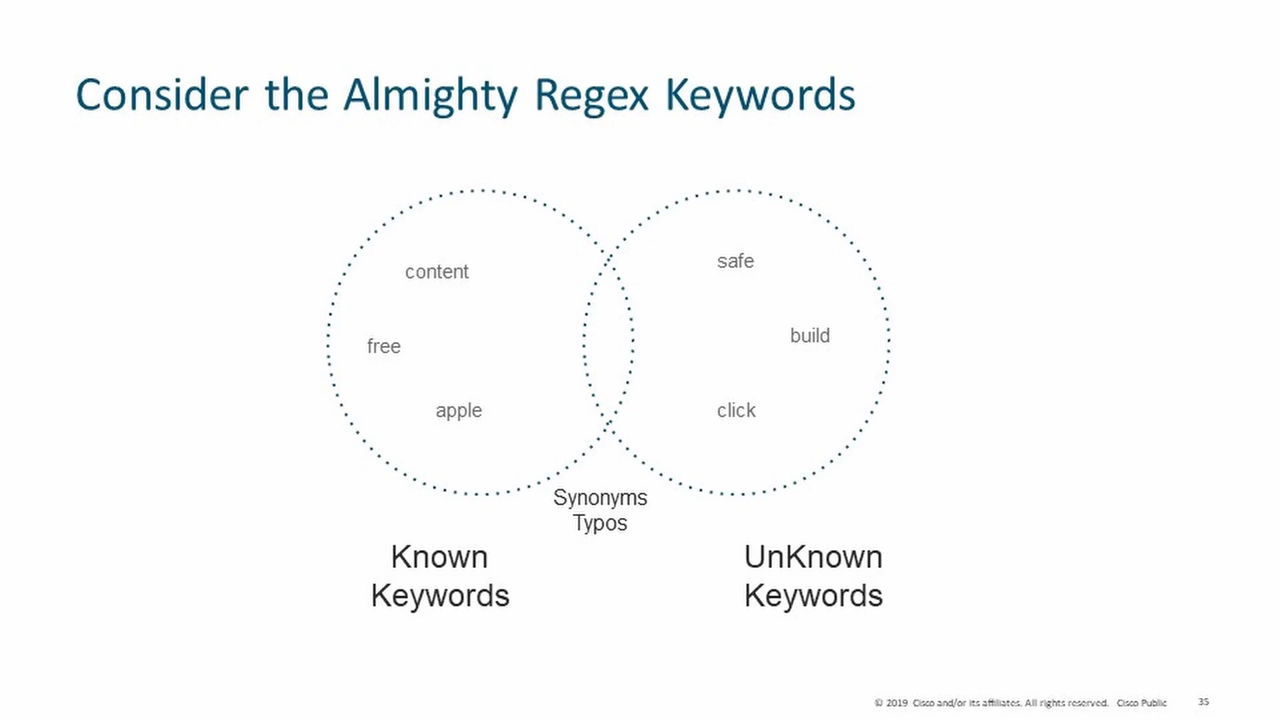 Consider the Almighty Regex Keywords
content
free
apple
safe
build
click
Synonyms
Typos
Known
Keywords
UnKnown
Keywords
© 2019 Cisco and/or its affiliates. All rights reserved. Cisco Public 35